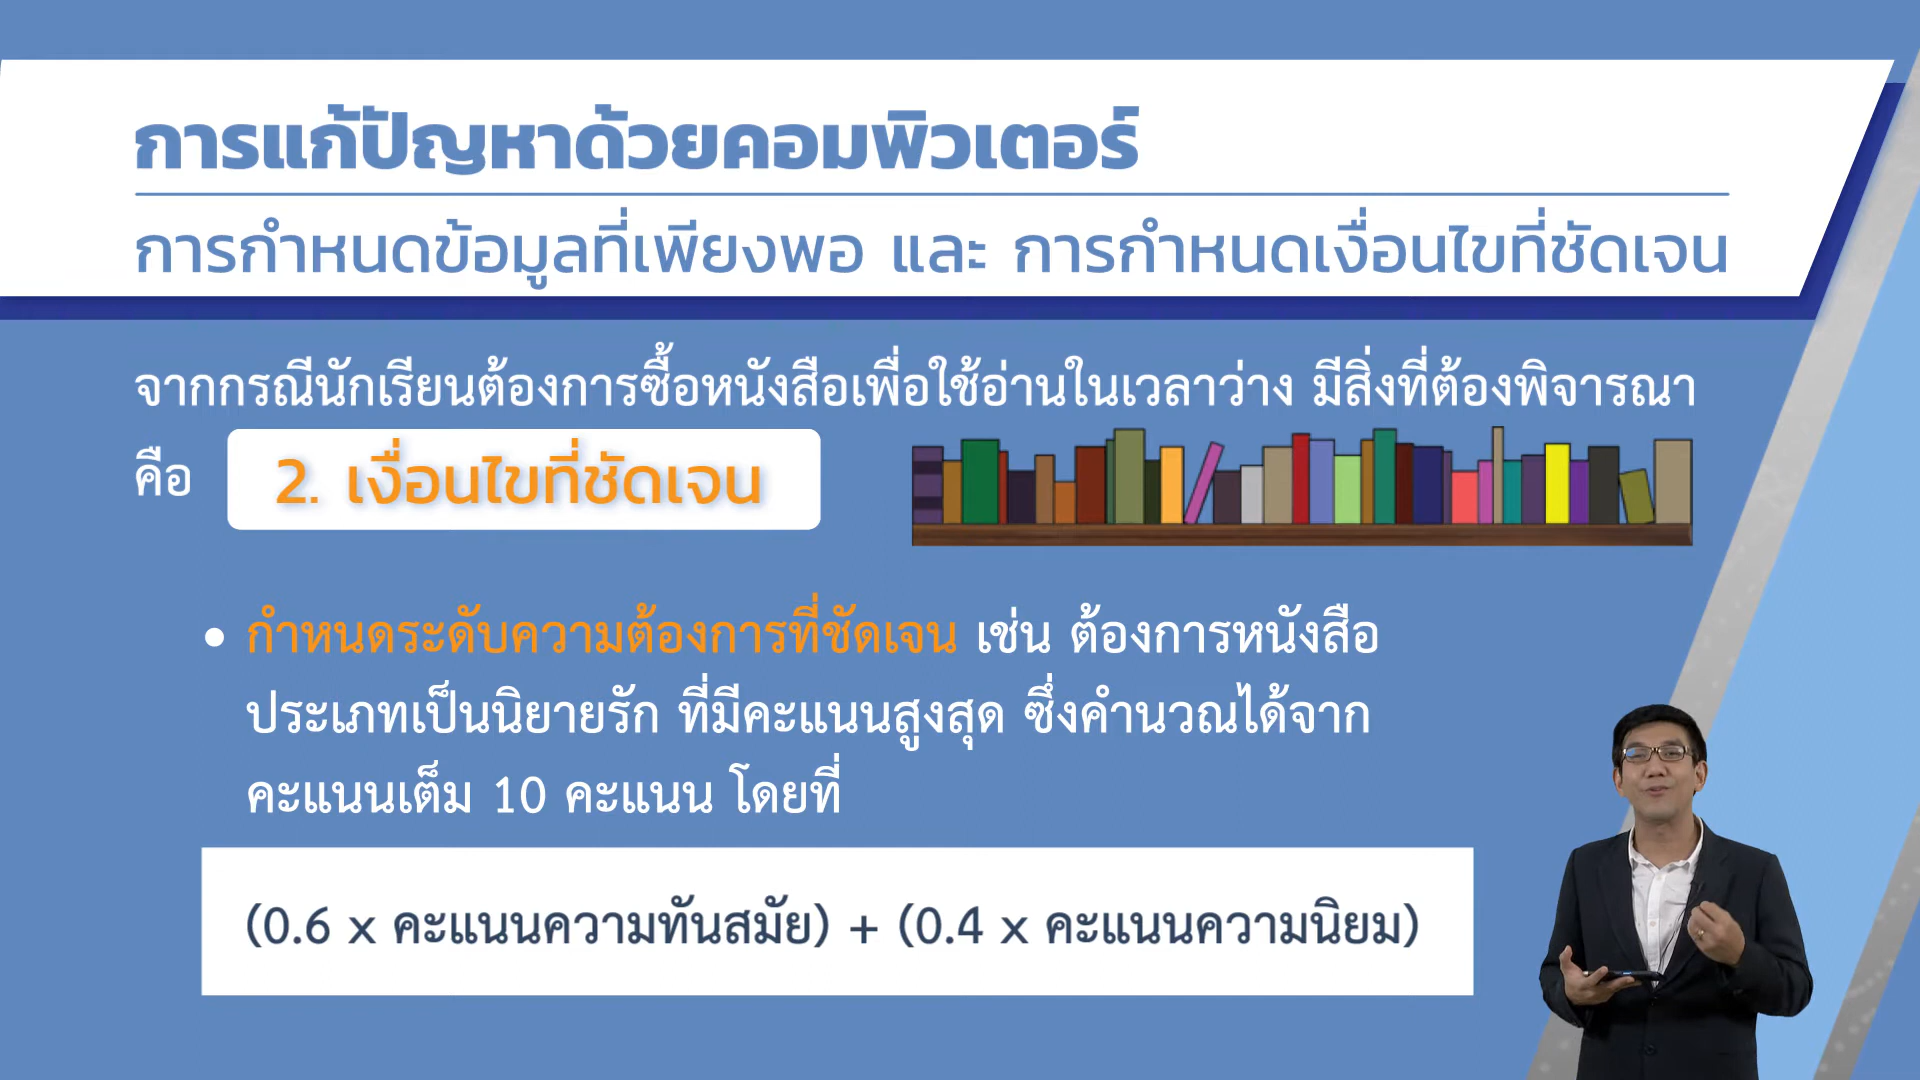 การแก้ปัญหาด้วยคอมพิวเตอร์
การกำหนดข้อมูลที่เพียงพอ และ การกำหนดเงื่อนไขที่ชัดเจน
จากกรณีนักเรียนต้องการซื้อหนังสือเพื่อใช้อ่านในเวลาว่าง มีสิ่งที่ต้องพิจารณา
คือ 2. เงื่อนไขที่ชัดเจน
• กำหนดระดับความต้องการที่ชัดเจน เช่น ต้องการหนังสือ
ประเภทเป็นนิยายรัก ที่มีคะแนนสูงสุด ซึ่งคำนวณได้จาก
คะแนนเต็ม 10 คะแนน โดยที่
(0.6 x คะแนนความทันสมัย) + (0.4 x คะแนนความนิยม)